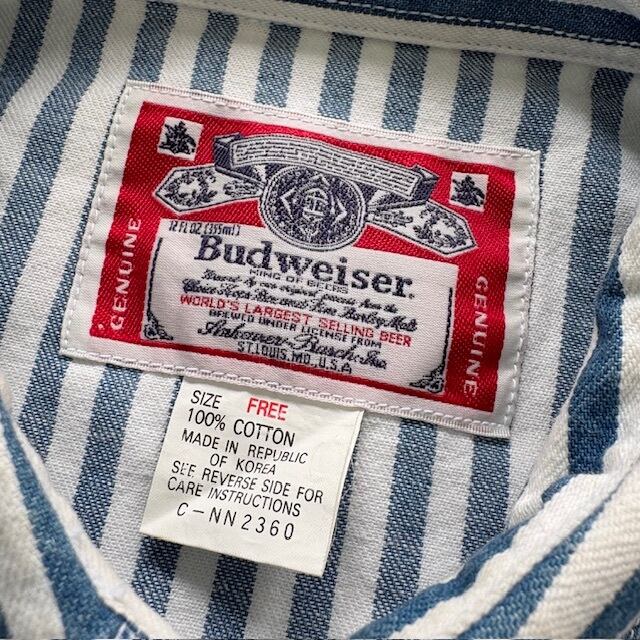 12 FL OZ (355ml)
Budweiser.
KING OF BEERS
WORLD'S LARGEST SELLING BEER
BREWED UNDER LICENSE FROM
Anheuser-Busch, Inc.
ST. LOUIS, MO, U.S.A
GENUINE
GENUINE
SIZE FREE
100% COTTON
MADE IN REPUBLIC
OF KOREA
SEE REVERSE SIDE FOR
CARE INSTRUCTIONS
C-NN2360